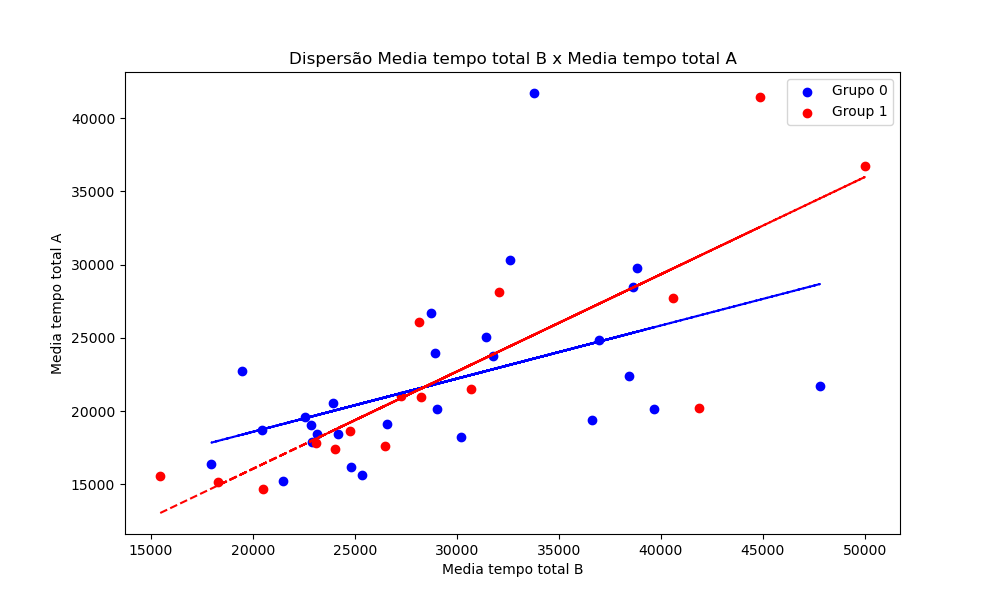 Dispersão Media tempo total B x Media tempo total A
Grupo 0
Group 1
40000
35000
30000
25000
20000
15000
Media tempo total A
15000 20000 25000 30000 35000 40000 45000 50000
Media tempo total B